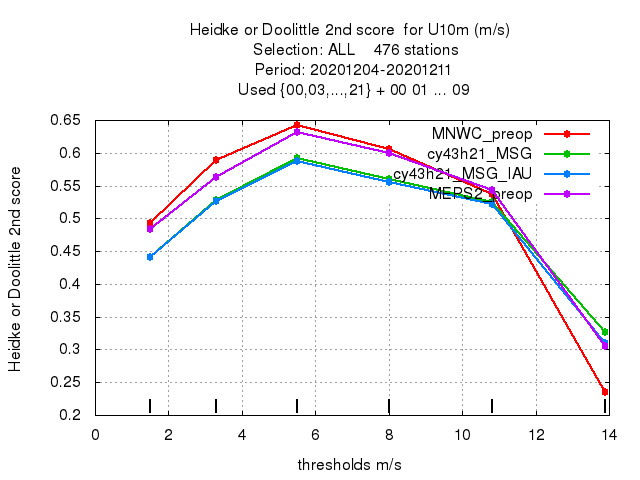 Heidke or Doolittle 2nd score  for U10m (m/s)
Selection: ALL    476 stations
Period: 20201204-20201211
Used {00,03,...,21} + 00 01 ... 09
0.65
0.6
0.55
0.5
0.45
0.4
0.35
0.3
0.25
0.2
Heidke or Doolittle 2nd score
MNWC_preop
cy43h21_MSG
cy43h21_MSG_IAU
MEPS2_preop
0 2 4 6 8 10 12 14
thresholds m/s